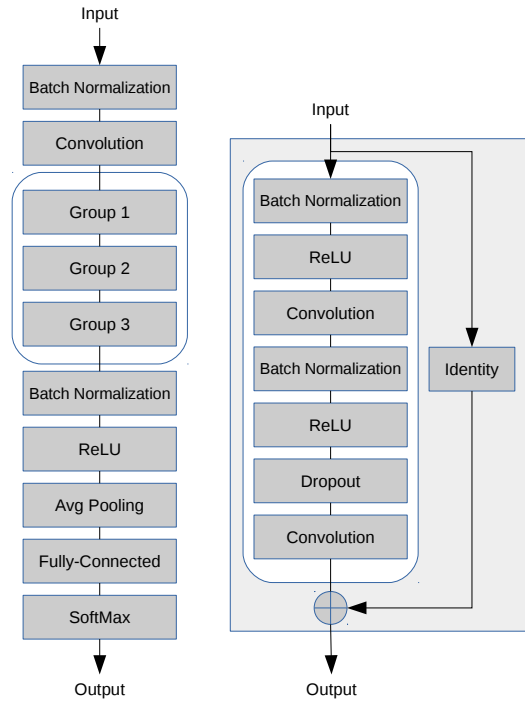 Input
Batch Normalization
Convolution
Group 1
Group 2
Group 3
Batch Normalization
ReLU
Avg Pooling
Fully-Connected
SoftMax
Output
Input
Batch Normalization
ReLU
Convolution
Batch Normalization
ReLU
Dropout
Convolution
Identity
Output